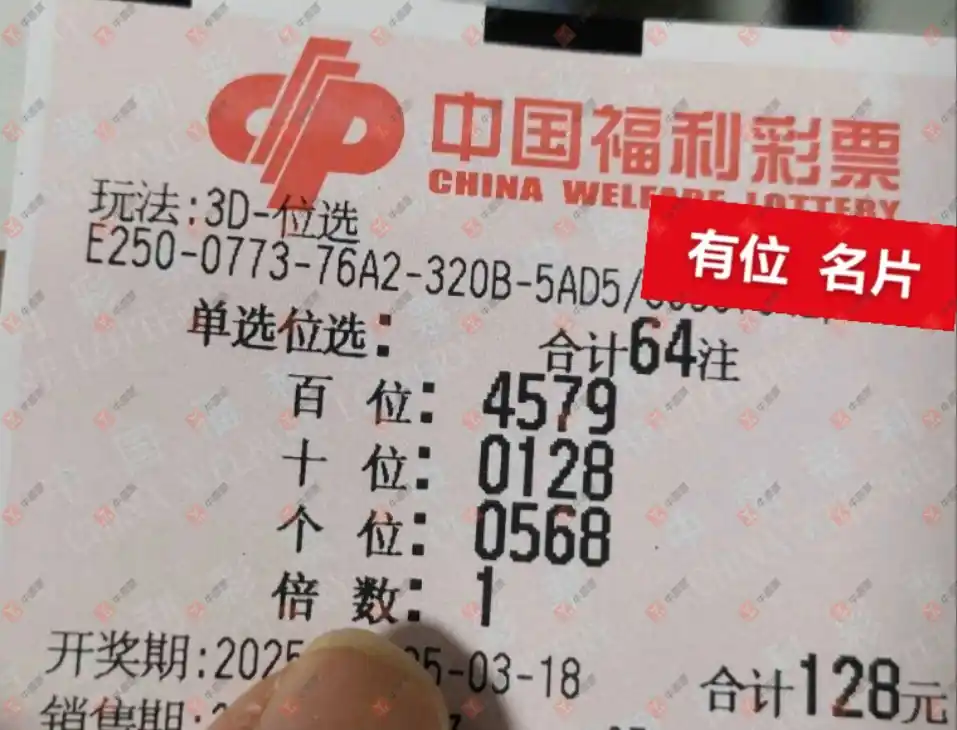 中国福利彩票
CHINA WELFARE LOTTERY
玩法:3D-位选
有位 名片
E250-0773-76A2-320B-5AD5/
单选位选: 合计64注
百 位: 4579
十 位: 0128
个 位: 0568
倍 数: 1
开奖期:2025 5-03-18 合计128元
销售期: